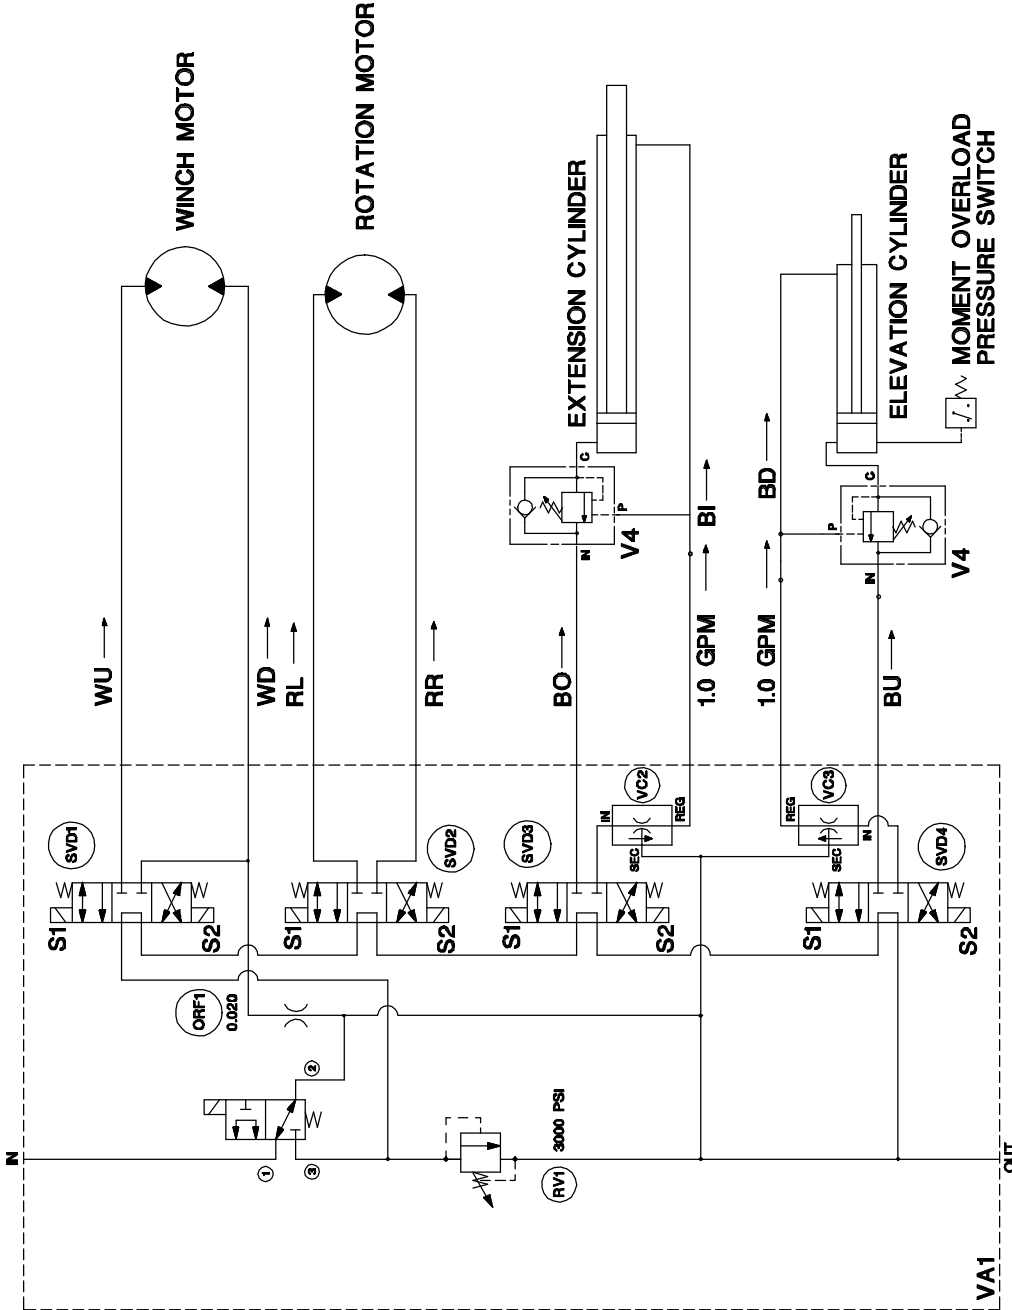 WINCH MOTOR
ROTATION MOTOR
EXTENSION CYLINDER
ELEVATION CYLINDER
MOMENT OVERLOAD
PRESSURE SWITCH
C
P
IN
V4
C
P
IN
V4
WU
WD
RL
RR
BO
BI
1.0 GPM
BD
1.0 GPM
BU
SVD1
S1
S2
SVD2
S1
S2
SVD3
S1
S2
VC2
IN
REG
SEC
VC3
REG
IN
SEC
SVD4
S1
S2
ORF1
0.020
2
1
3
RV1
3000 PSI
IN
OUT
VA1